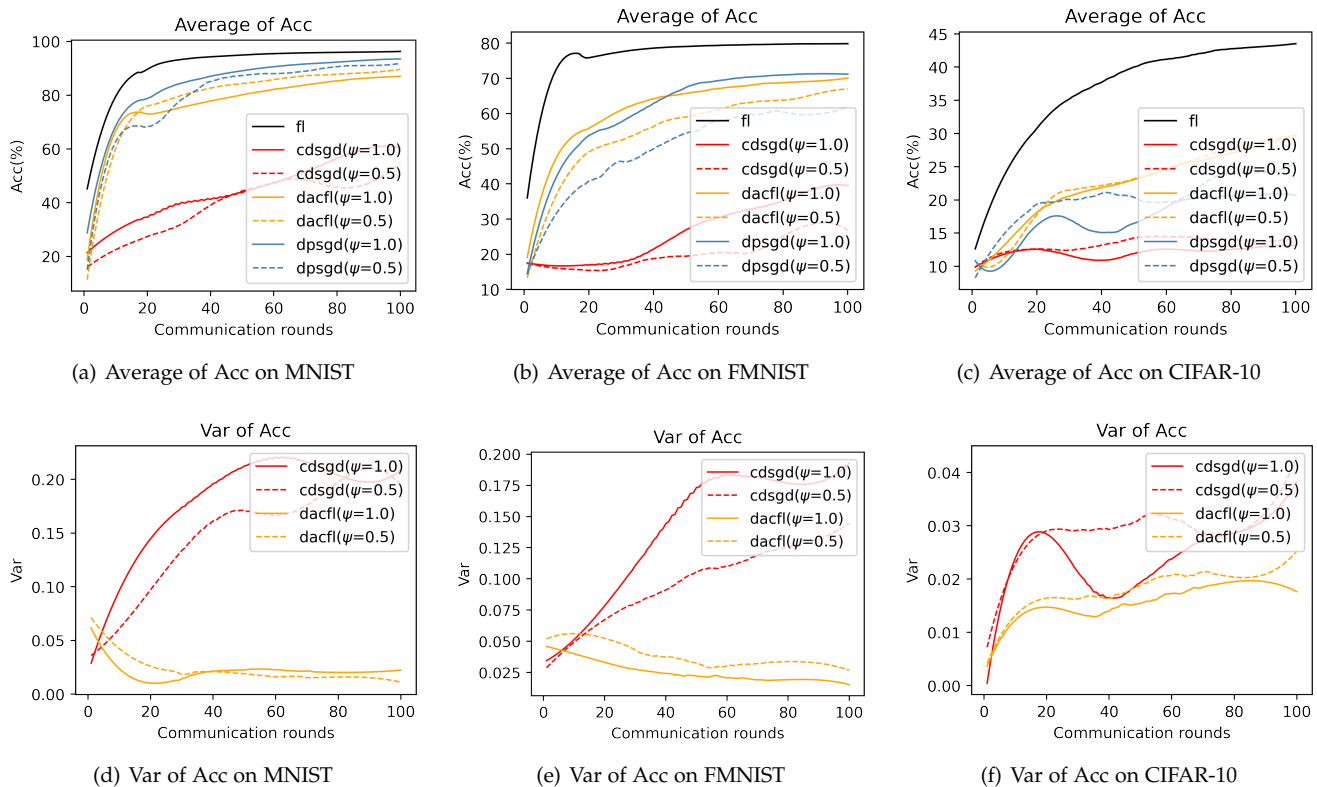 Average of Acc
Acc(%)
100
80
60
40
20
0 20 40 60 80 100
Communication rounds
fl
cdsgd(ψ=1.0)
cdsgd(ψ=0.5)
dacfl(ψ=1.0)
dacfl(ψ=0.5)
dpsgd(ψ=1.0)
dpsgd(ψ=0.5)
(a) Average of Acc on MNIST
Average of Acc
Acc(%)
80
70
60
50
40
30
20
10
0 20 40 60 80 100
Communication rounds
fl
cdsgd(ψ=1.0)
cdsgd(ψ=0.5)
dacfl(ψ=1.0)
dacfl(ψ=0.5)
dpsgd(ψ=1.0)
dpsgd(ψ=0.5)
(b) Average of Acc on FMNIST
Average of Acc
Acc(%)
45
40
35
30
25
20
15
10
0 20 40 60 80 100
Communication rounds
fl
cdsgd(ψ=1.0)
cdsgd(ψ=0.5)
dacfl(ψ=1.0)
dacfl(ψ=0.5)
dpsgd(ψ=1.0)
dpsgd(ψ=0.5)
(c) Average of Acc on CIFAR-10
Var of Acc
Var
0.20
0.15
0.10
0.05
0.00
0 20 40 60 80 100
Communication rounds
cdsgd(ψ=1.0)
cdsgd(ψ=0.5)
dacfl(ψ=1.0)
dacfl(ψ=0.5)
(d) Var of Acc on MNIST
Var of Acc
Var
0.200
0.175
0.150
0.125
0.100
0.075
0.050
0.025
0 20 40 60 80 100
Communication rounds
cdsgd(ψ=1.0)
cdsgd(ψ=0.5)
dacfl(ψ=1.0)
dacfl(ψ=0.5)
(e) Var of Acc on FMNIST
Var of Acc
Var
0.04
0.03
0.02
0.01
0.00
0 20 40 60 80 100
Communication rounds
cdsgd(ψ=1.0)
cdsgd(ψ=0.5)
dacfl(ψ=1.0)
dacfl(ψ=0.5)
(f) Var of Acc on CIFAR-10